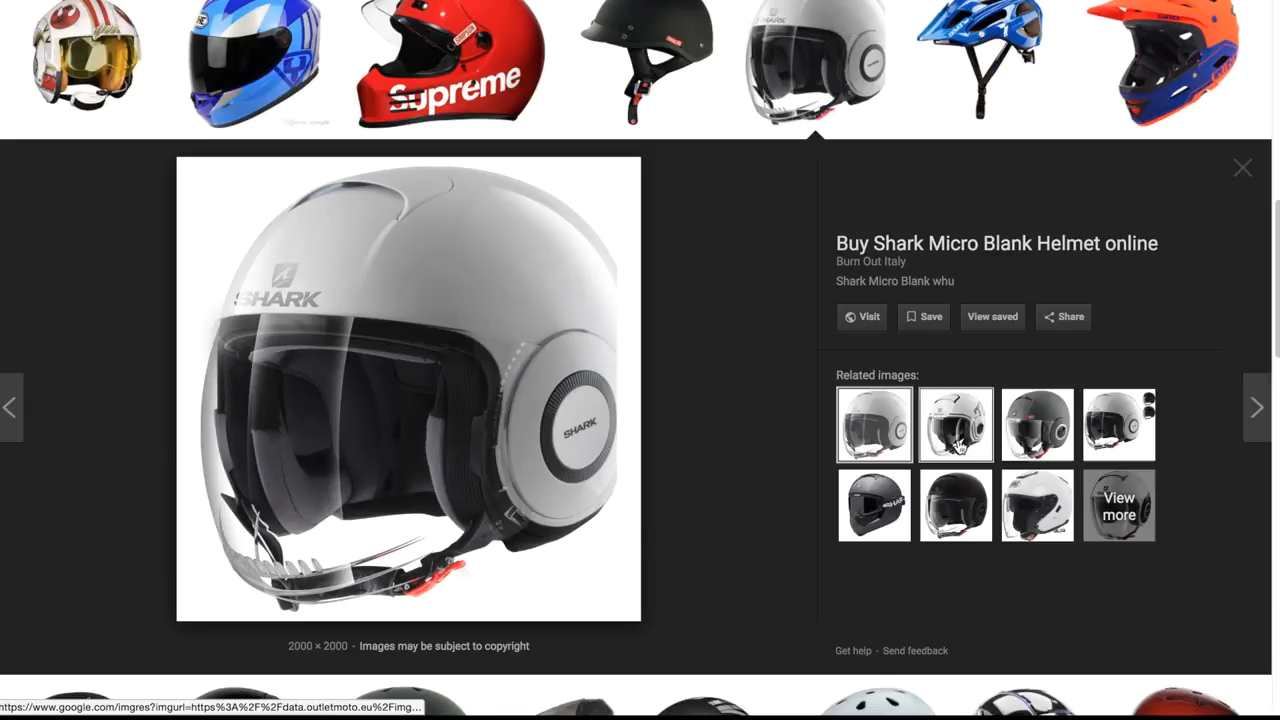 SHARK
Supreme
SHARK
SHARK
Buy Shark Micro Blank Helmet online
Burn Out Italy
Shark Micro Blank whu
Visit
Save
View saved
Share
Related images:
View
more
2000 × 2000 - Images may be subject to copyright
Get help - Send feedback
https://www.google.com/imgres?imgurl=https%3A%2F%2Fdata.outletmoto.eu%2Fimg...